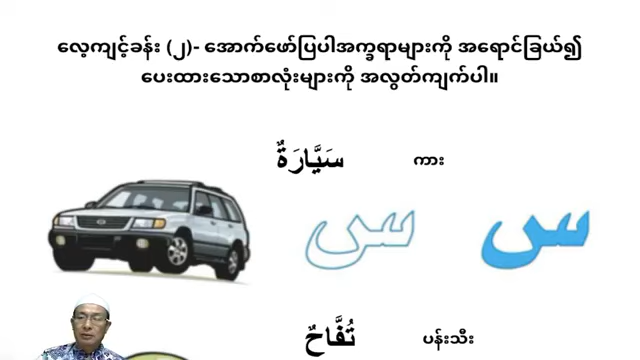 လေ့ကျင့်ခန်း (၂)- အောက်ဖော်ပြပါအက္ခရာများကို အရောင်ခြယ်၍
ပေးထားသောစာလုံးများကို အလွတ်ကျက်ပါ။
سَيَّارَةٌ ကား
س س
تُفَّاحٌ ပန်းသီး